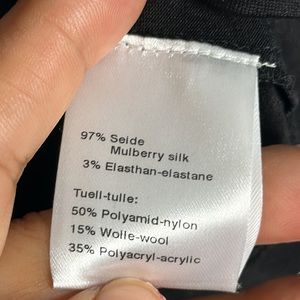 97% Seide
Mulberry silk
3% Elasthan-elastane
Tuell-tulle:
50% Polyamid-nylon
15% Wolle-wool
35% Polyacryl-acrylic